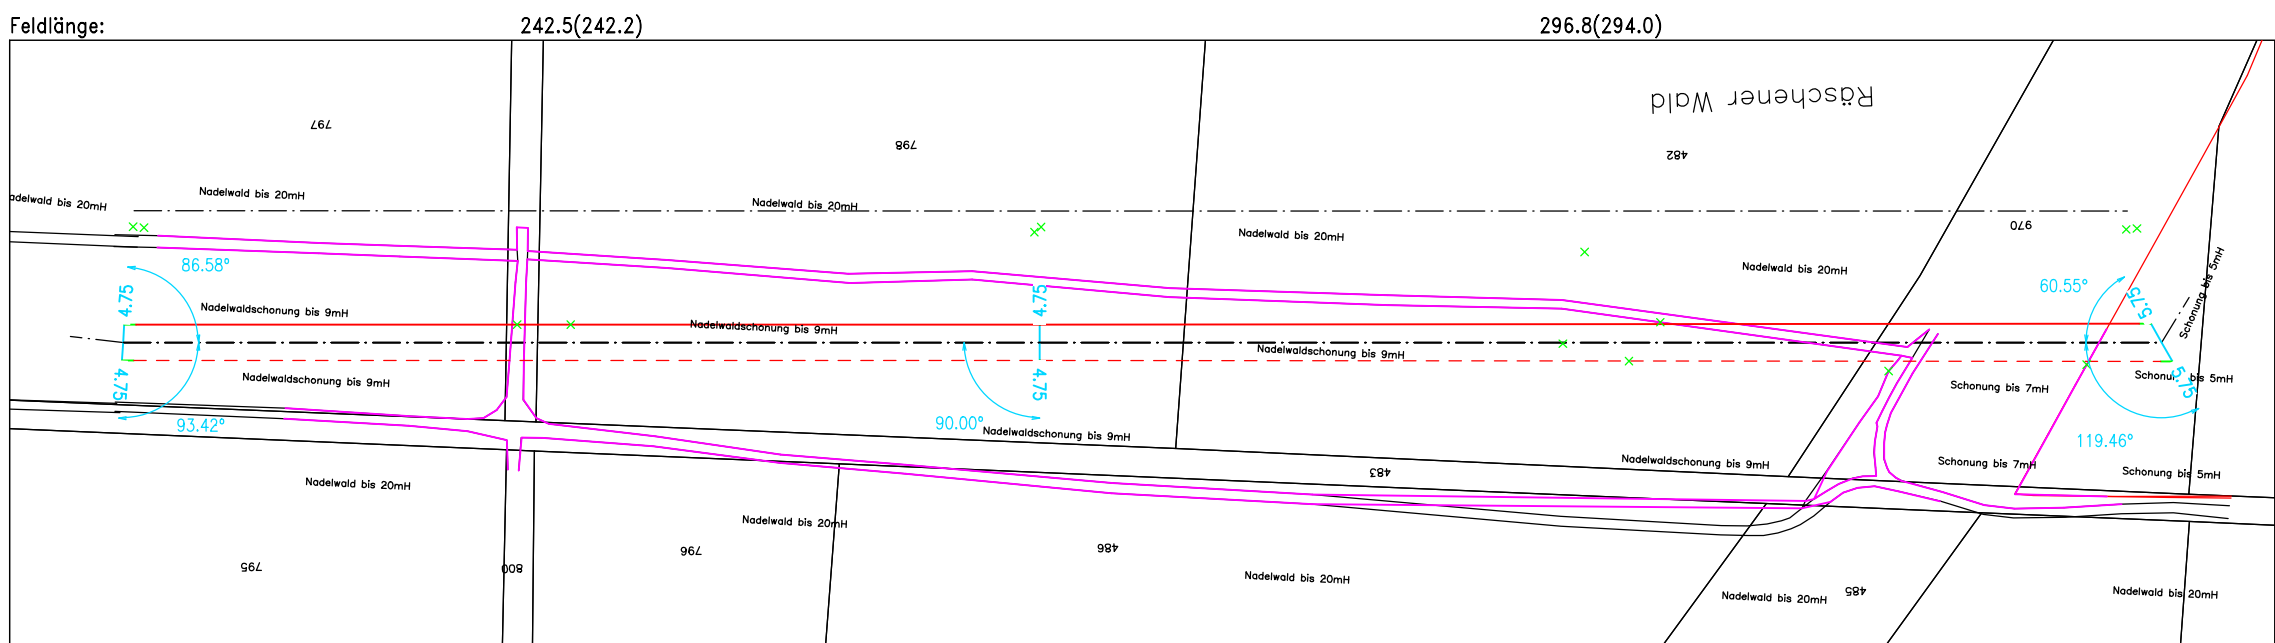 Feldlänge:
242.5(242.2)
296.8(294.0)
Räschener Wald
797
798
482
Nadelwald bis 20mH
adelwald bis 20mH
Nadelwald bis 20mH
Nadelwald bis 20mH
970
Nadelwald bis 20mH
Schonung bis 5mH
86.58°
60.55°
4.75
Nadelwaldschonung bis 9mH
4.75
5.75
Nadelwaldschonung bis 9mH
Nadelwaldschonung bis 9mH
4.75
Nadelwaldschonung bis 9mH
4.75
Schonung bis 7mH
Schonung bis 5mH
5.75
93.42°
90.00°
Nadelwaldschonung bis 9mH
119.46°
483
Nadelwaldschonung bis 9mH
Schonung bis 7mH
Schonung bis 5mH
Nadelwald bis 20mH
Nadelwald bis 20mH
796
486
795
800
Nadelwald bis 20mH
485
Nadelwald bis 20mH
Nadelwald bis 20mH